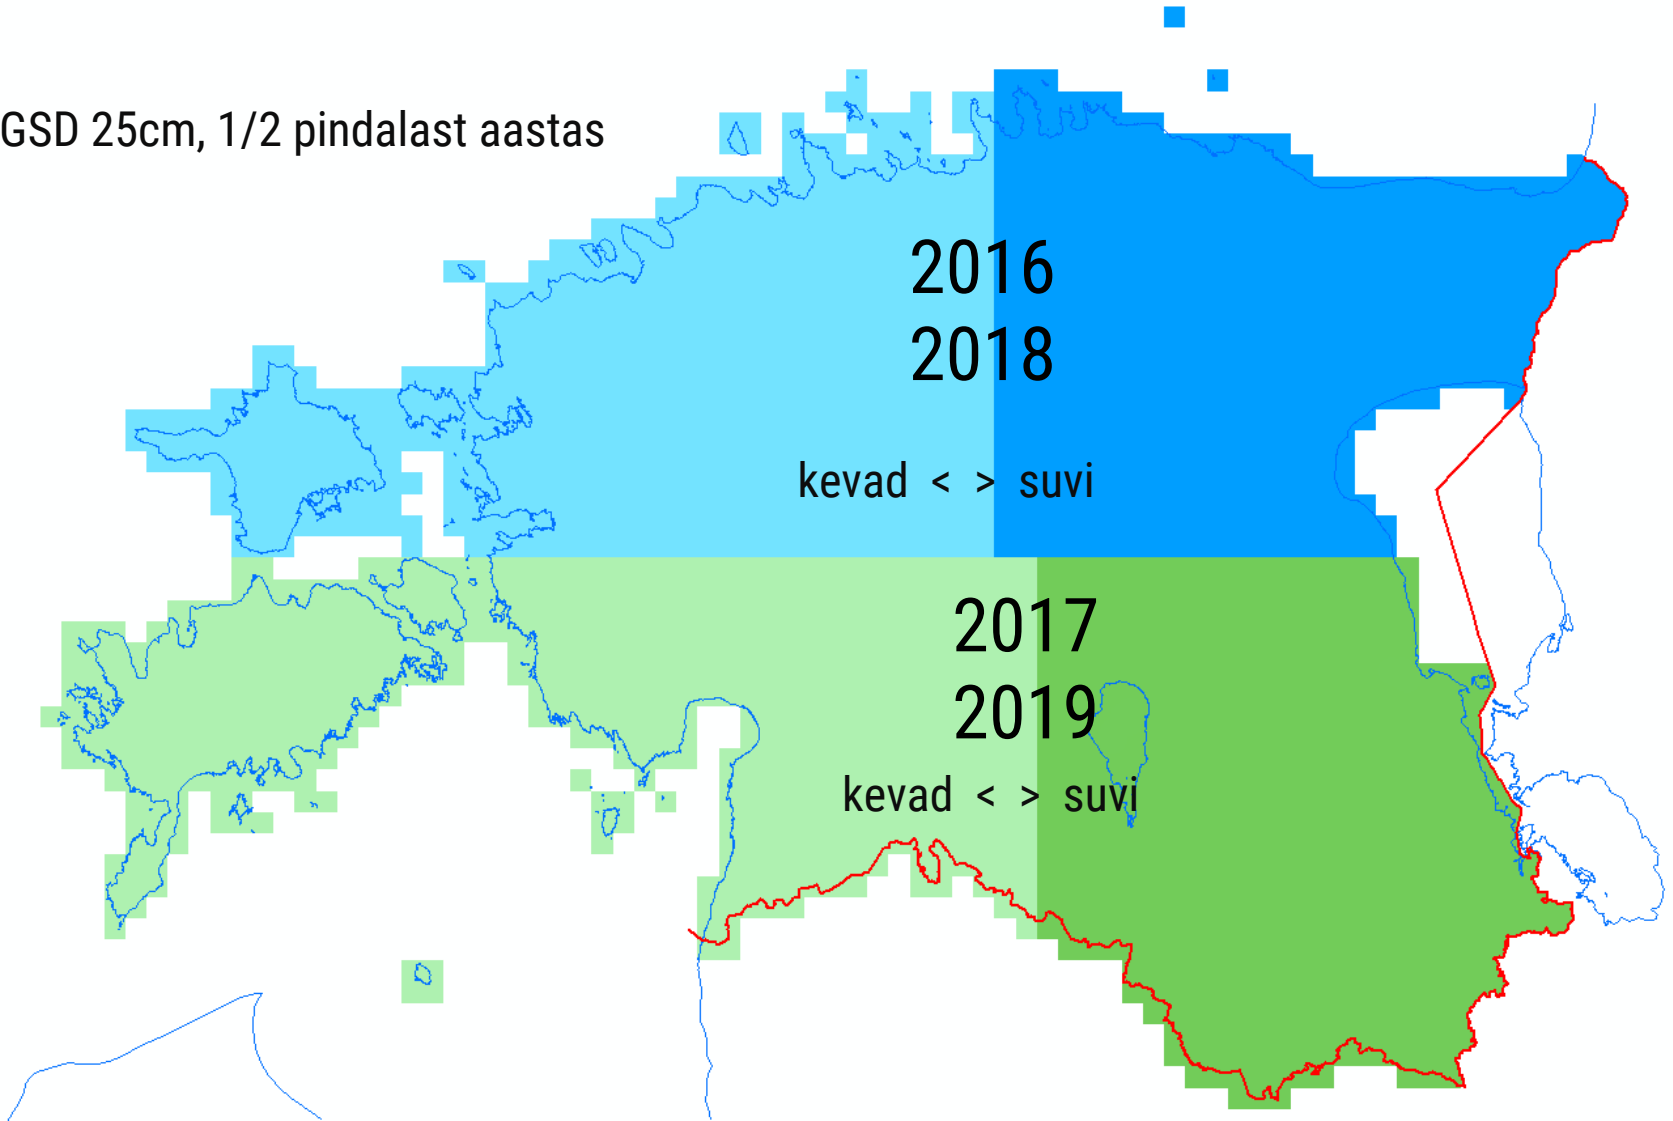 GSD 25cm, 1/2 pindalast aastas
2016
2018
kevad < > suvi
2017
2019
kevad < > suvi